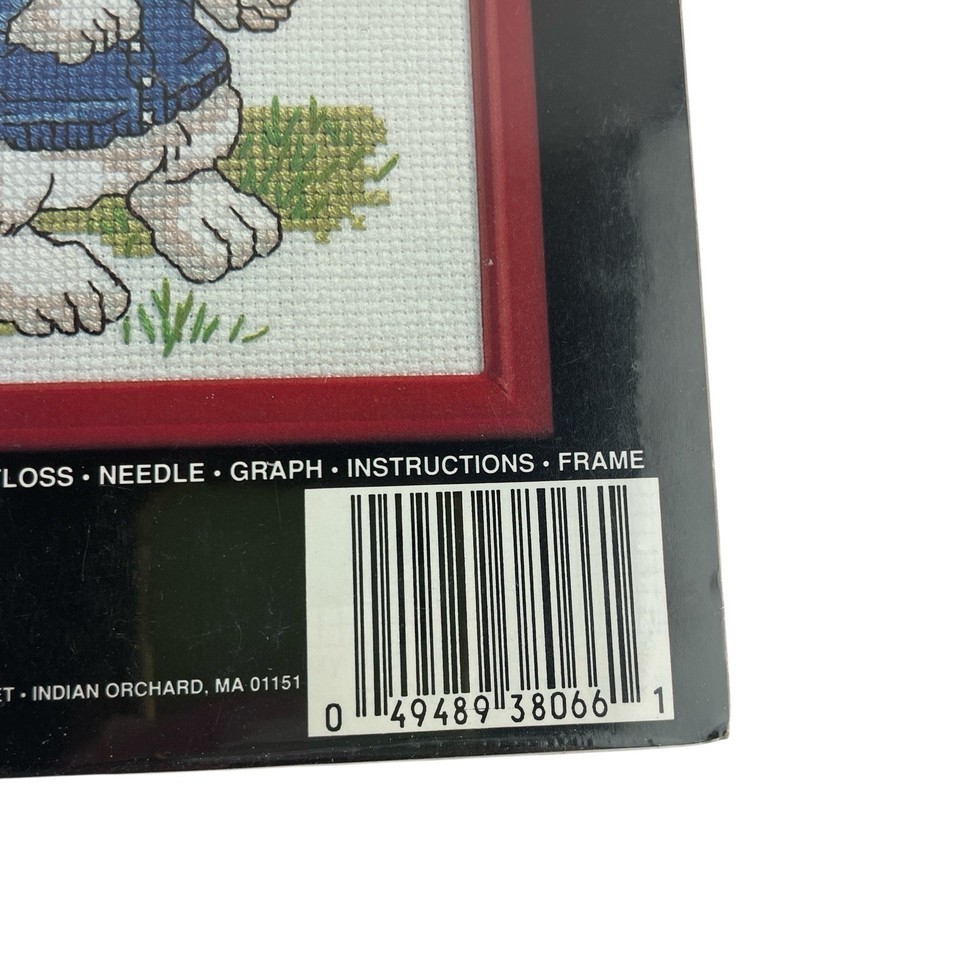 FLOSS • NEEDLE • GRAPH • INSTRUCTIONS • FRAME
• INDIAN ORCHARD, MA 01151
0 49489 38066 1